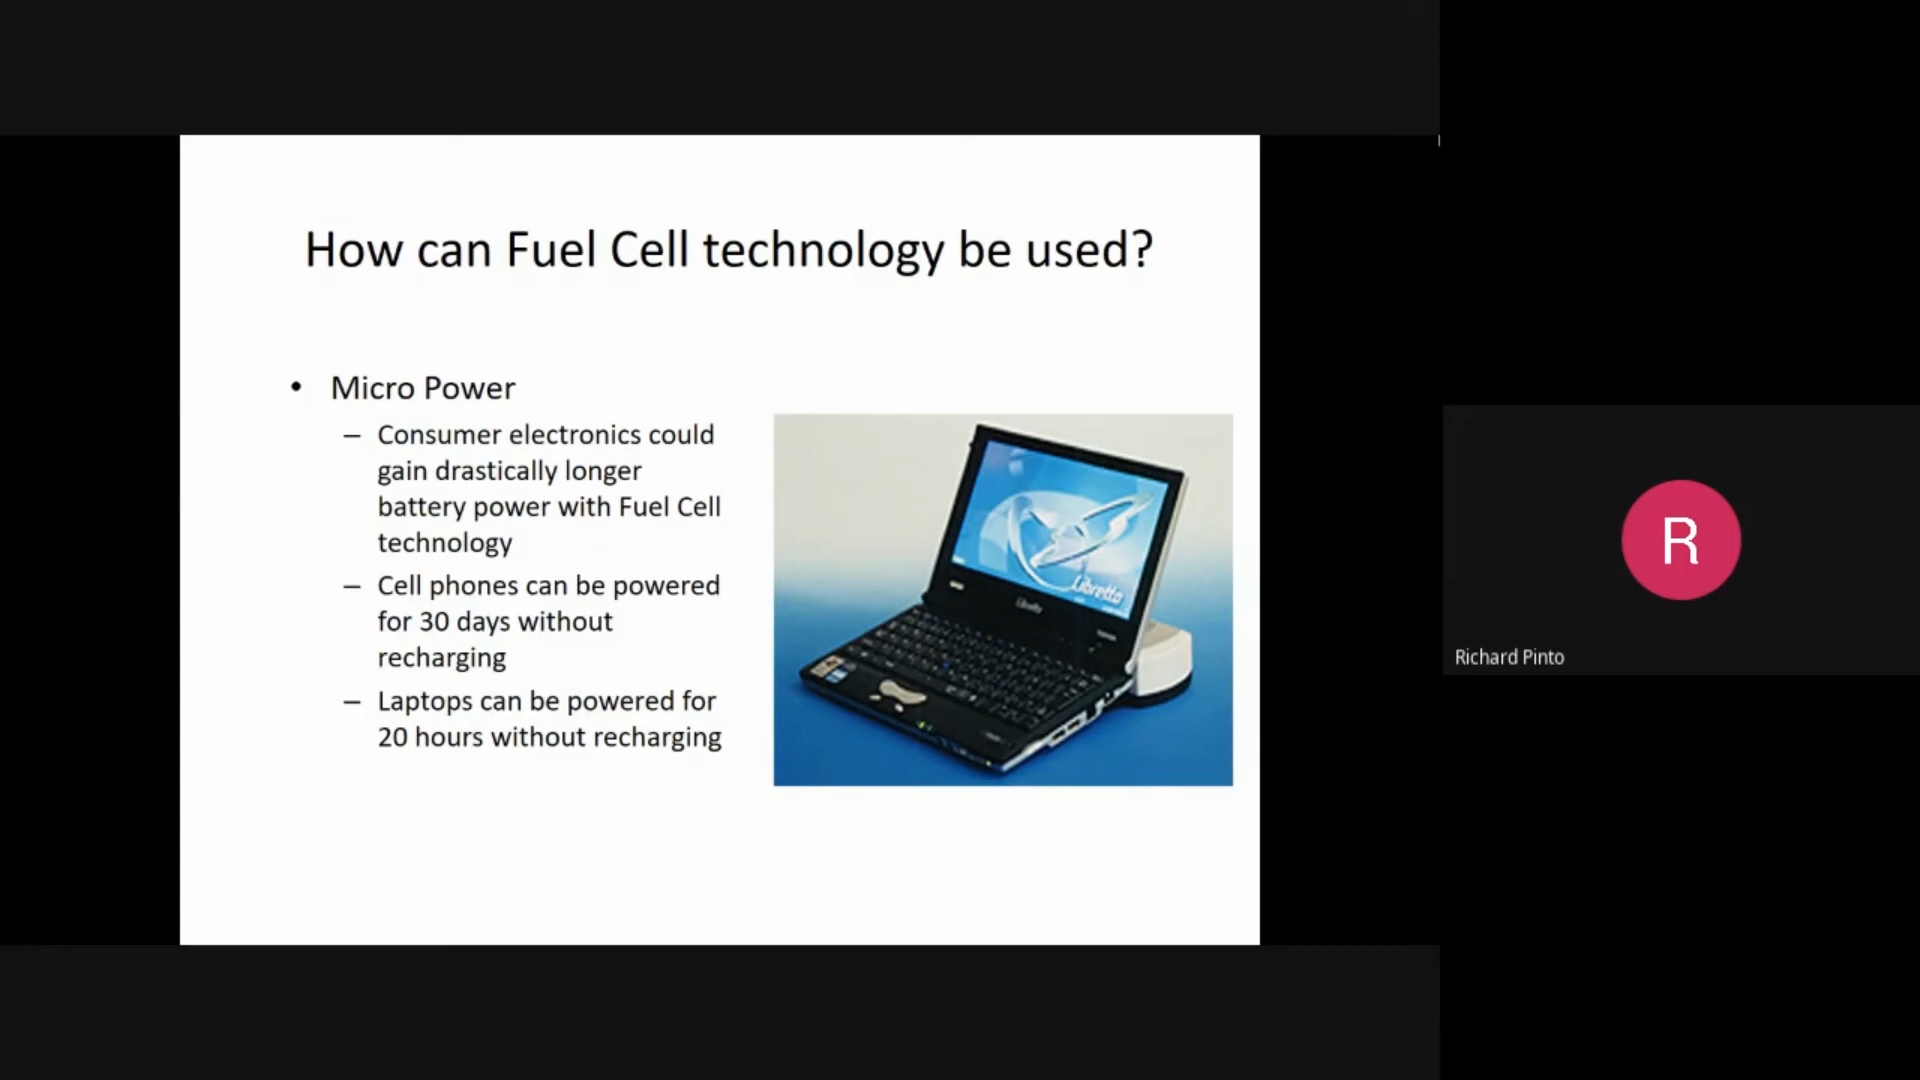 How can Fuel Cell technology be used?
• Micro Power
– Consumer electronics could
gain drastically longer
battery power with Fuel Cell
technology
– Cell phones can be powered
for 30 days without
recharging
– Laptops can be powered for
20 hours without recharging
Libretto
Libretto
R
Richard Pinto